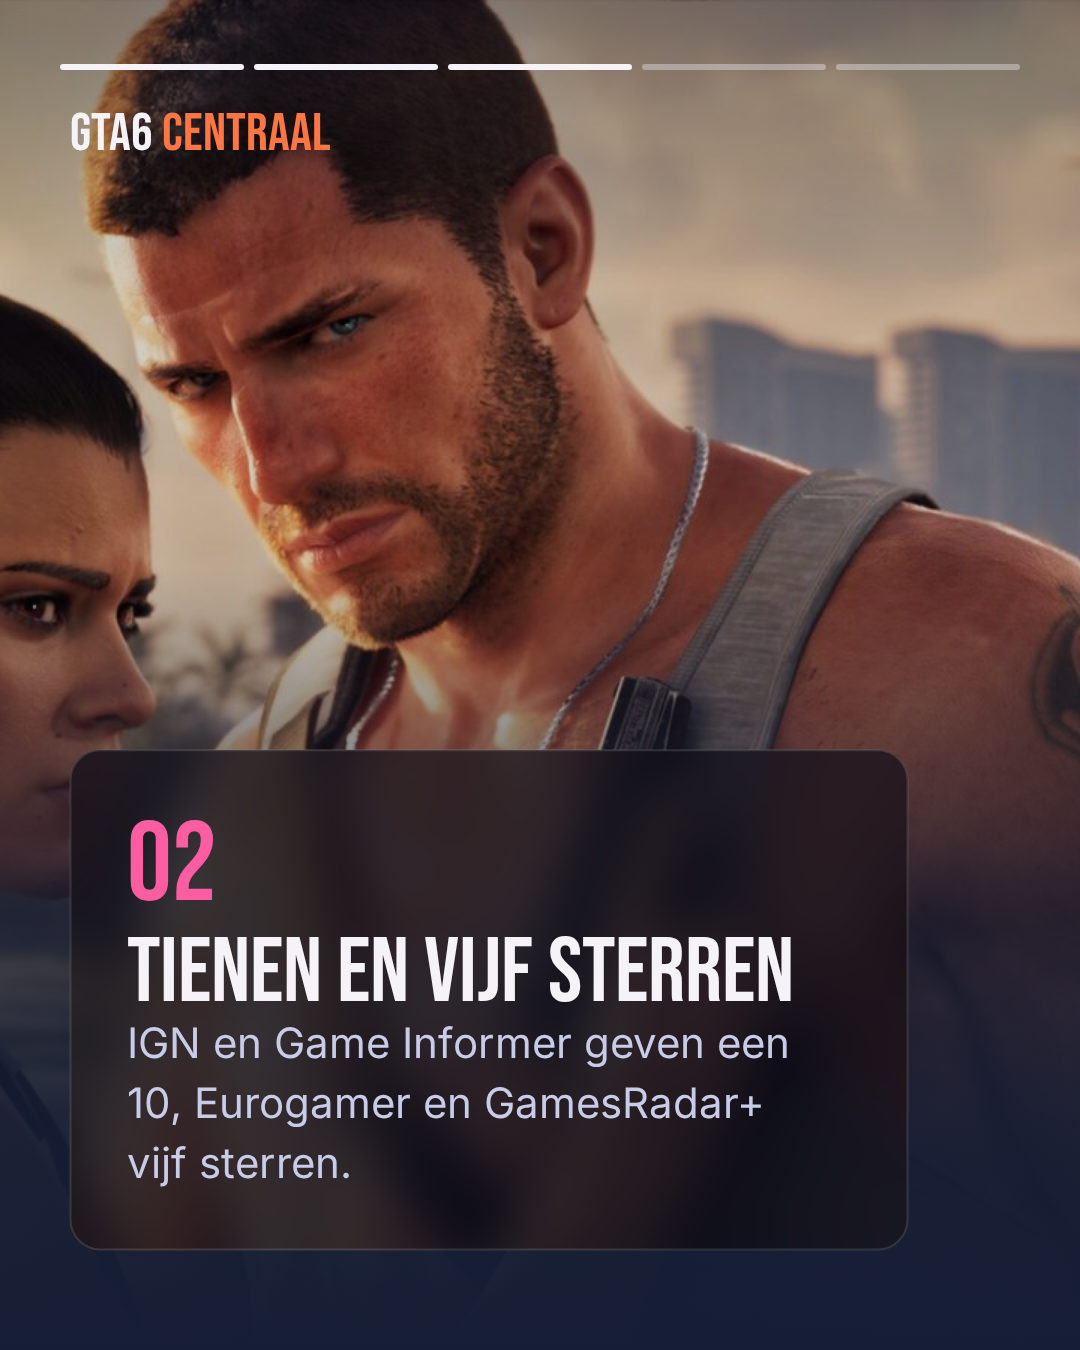 GTA6 CENTRAAL
02
TIENEN EN VIJF STERREN
IGN en Game Informer geven een
10, Eurogamer en GamesRadar+
vijf sterren.